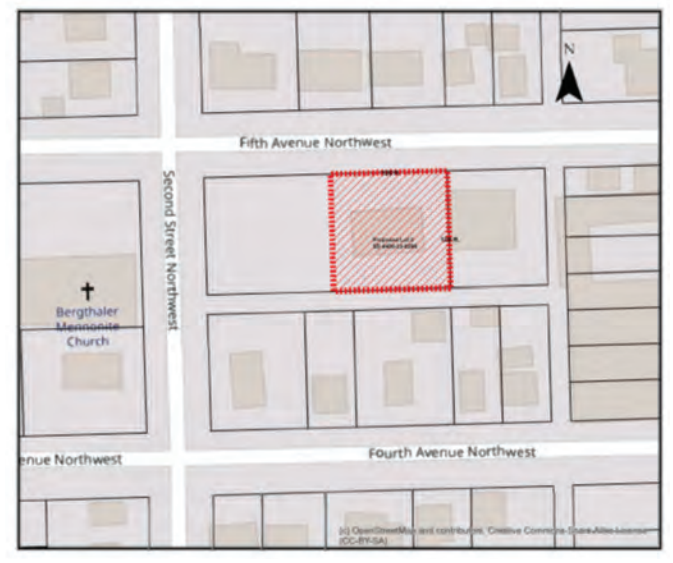 N
Fifth Avenue Northwest
Second Street Northwest
Bergthaler
Mennonite
Church
enue Northwest
Fourth Avenue Northwest
(c) OpenStreetMap and contributors, Creative Commons-Share Alike License
(CC-BY-SA)